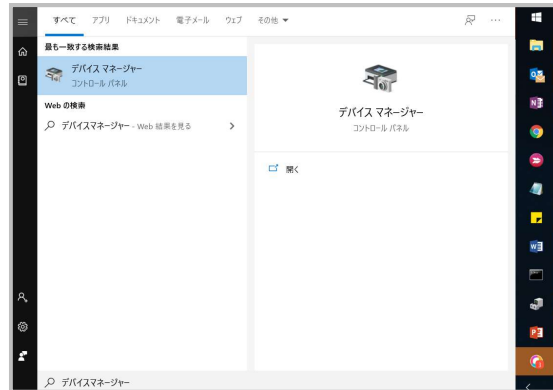 すべて アプリ ドキュメント 電子メール ウェブ その他
最も一致する検索結果
デバイス マネージャー
コントロール パネル
Web の検索
デバイスマネージャー - Web 結果を見る
デバイス マネージャー
コントロール パネル
開く
デバイスマネージャー